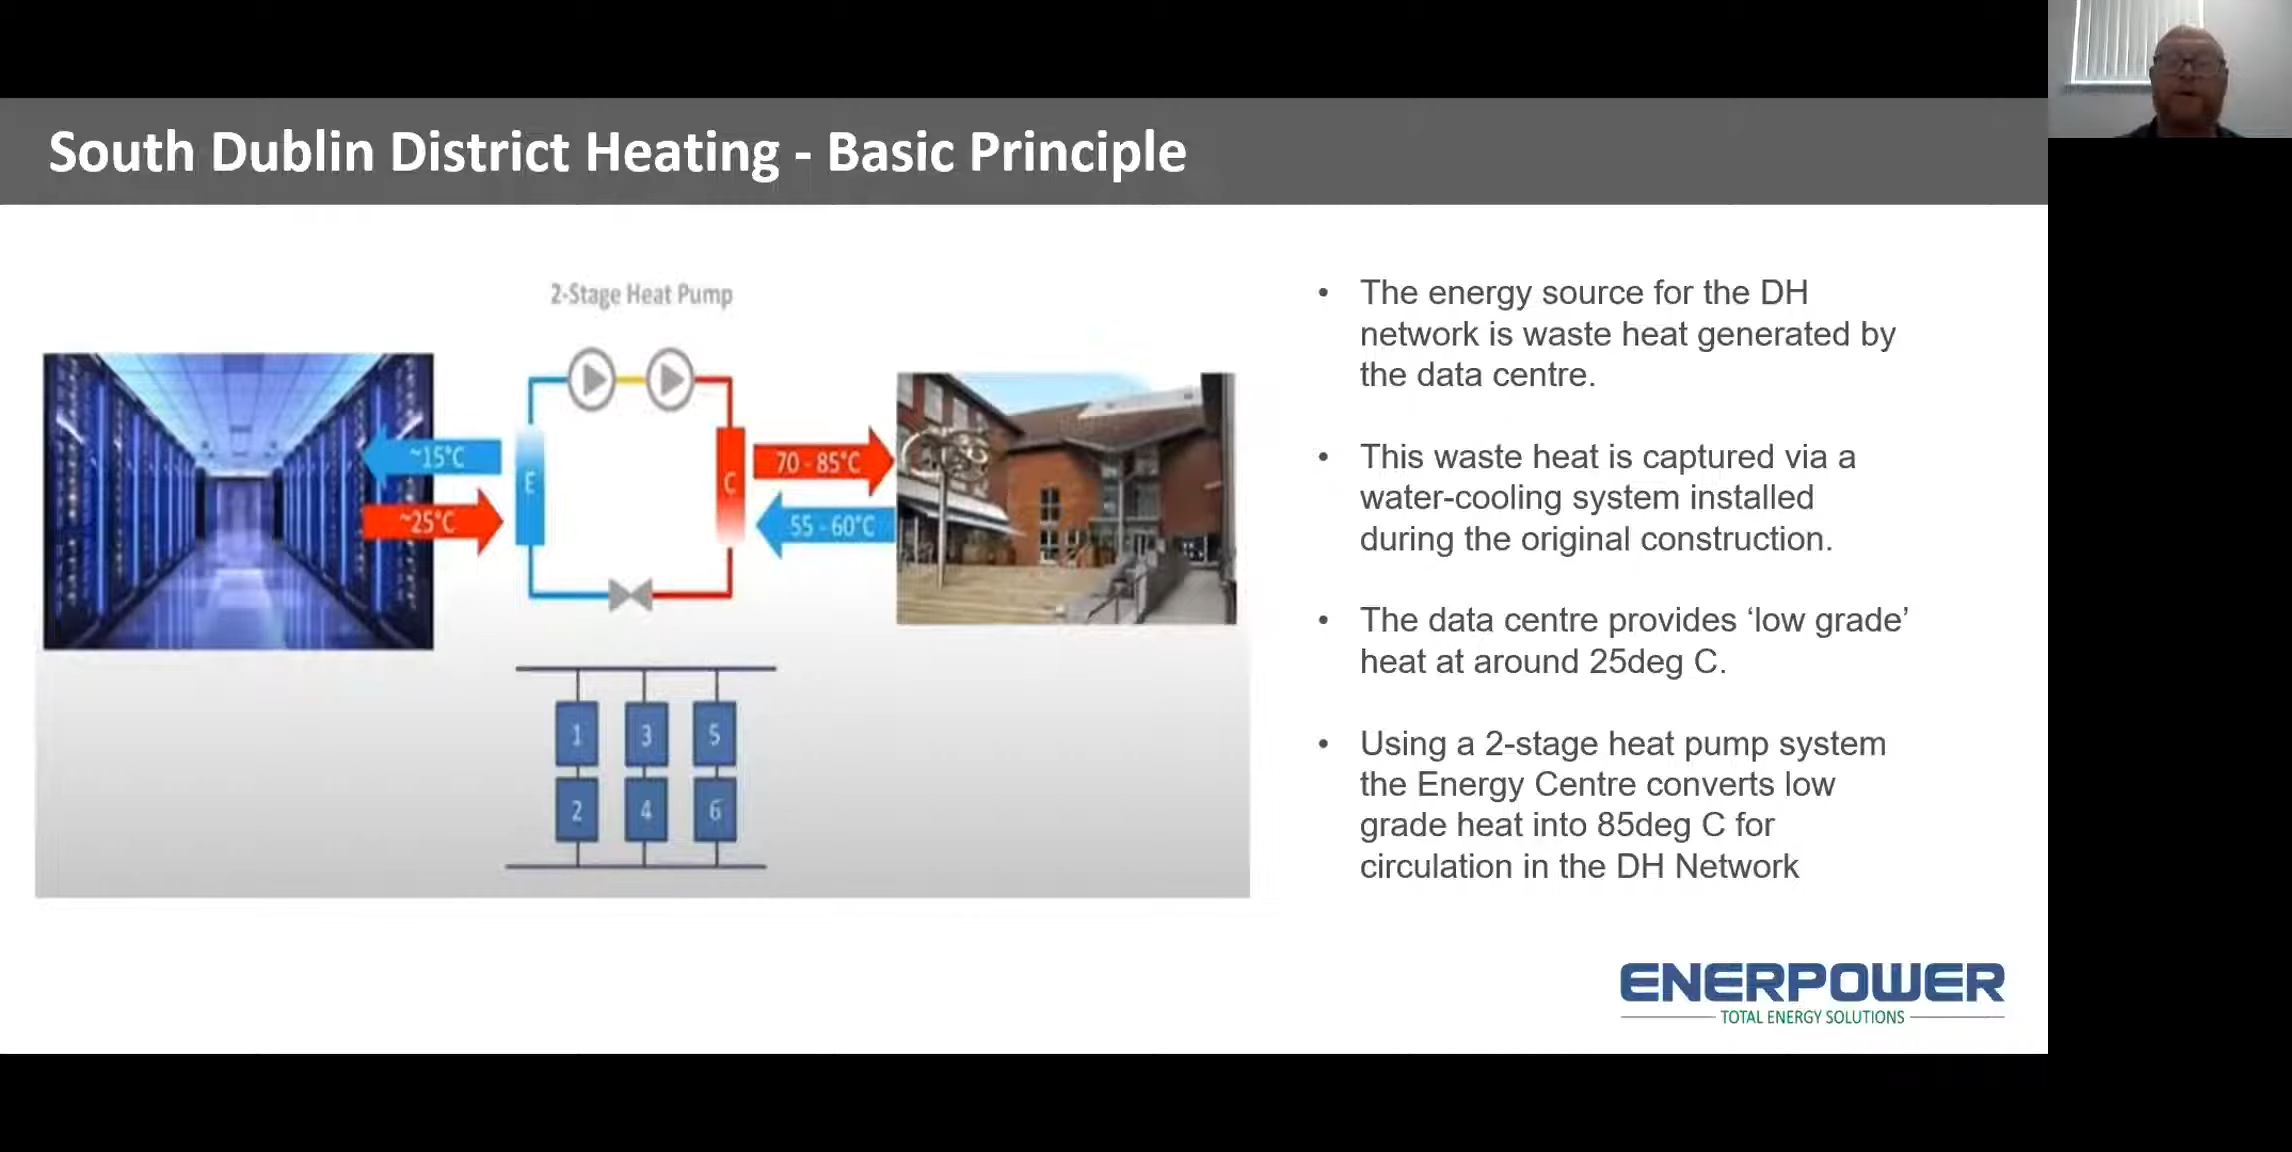 South Dublin District Heating - Basic Principle
2-Stage Heat Pump
~15°C
~25°C
E
C
70 - 85°C
55 - 60°C
1
3
5
2
4
6
• The energy source for the DH
network is waste heat generated by
the data centre.
• This waste heat is captured via a
water-cooling system installed
during the original construction.
• The data centre provides ‘low grade’
heat at around 25deg C.
• Using a 2-stage heat pump system
the Energy Centre converts low
grade heat into 85deg C for
circulation in the DH Network
ENERPOWER
TOTAL ENERGY SOLUTIONS